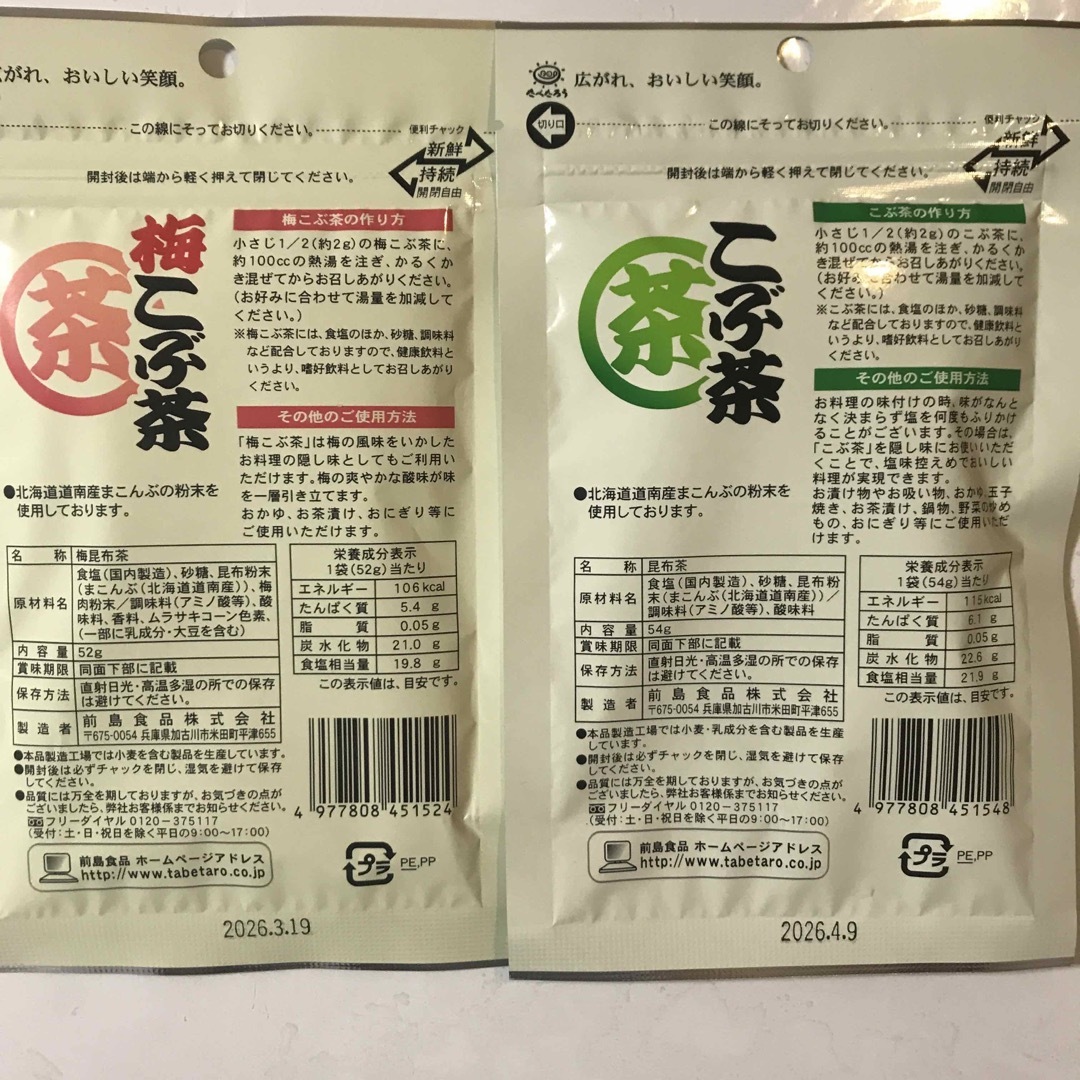 広がれ、おいしい笑顔。
この線にそってお切りください。
便利チャック
新鮮
持続
開閉自由
開封後は端から軽く押えて閉じてください。
梅こぶ茶
茶
梅こぶ茶の作り方
小さじ1／2(約2g)の梅こぶ茶に、
約100ccの熱湯を注ぎ、かるくか
き混ぜてからお召しあがりください。
(お好みに合わせて湯量を加減して
ください。)
※梅こぶ茶には、食塩のほか、砂糖、調味料
など配合しておりますので、健康飲料と
いうより、嗜好飲料としてお召しあがり
ください。
その他のご使用方法
「梅こぶ茶」は梅の風味をいかした
お料理の隠し味としてもご利用い
ただけます。梅の爽やかな酸味が味
を一層引き立てます。
おかゆ、お茶漬け、おにぎり等に
ご使用いただけます。
●北海道道南産まこんぶの粉末を
使用しております。
名 称 梅昆布茶
原材料名 食塩(国内製造)、砂糖、昆布粉末
(まこんぶ(北海道道南産))、梅
肉粉末／調味料(アミノ酸等)、酸
味料、香料、ムラサキコーン色素、
(一部に乳成分・大豆を含む)
内容量 52g
賞味期限 同面下部に記載
保存方法 直射日光・高温多湿の所での保存
は避けてください。
製造者 前島食品株式会社
〒675-0054 兵庫県加古川市米田町平津655
栄養成分表示
1袋(52g)当たり
エネルギー 106kcal
たんぱく質 5.4 g
脂質 0.05g
炭水化物 21.0 g
食塩相当量 19.8 g
この表示値は、目安です。
●本品製造工場では小麦を含む製品を生産しています。
●開封後は必ずチャックを閉じ、湿気を避けて保存
してください。
●品質には万全を期しておりますが、お気づきの点が
ございましたら、弊社お客様係までお知らせください。
フリーダイヤル 0120-375117
(受付:土・日・祝日を除く平日の9:00〜17:00)
4 977808 451524
前島食品 ホームページアドレス
http://www.tabetaro.co.jp
プラ
PE,PP
2026.3.19
たべたろう
広がれ、おいしい笑顔。
切り口
この線にそってお切りください。
便利チャック
新鮮
持続
開閉自由
開封後は端から軽く押えて閉じてください。
こぶ茶
茶
こぶ茶の作り方
小さじ1／2(約2g)のこぶ茶に、
約100ccの熱湯を注ぎ、かるくか
き混ぜてからお召しあがりください。
(お好みに合わせて湯量を加減して
ください。)
※こぶ茶には、食塩のほか、砂糖、調味料
など配合しておりますので、健康飲料と
いうより、嗜好飲料としてお召しあがり
ください。
その他のご使用方法
お料理の味付けの時、味がなんと
なく決まらず塩を何度もふりかけ
ることがございます。その場合は、
「こぶ茶」を隠し味にお使いいただ
くことで、塩味控えめでおいしい
料理が実現できます。
お漬け物やお吸い物、おかゆ、玉子
焼き、お茶漬け、鍋物、野菜の炒め
もの、おにぎり等にご使用いただ
けます。
●北海道道南産まこんぶの粉末を
使用しております。
名 称 昆布茶
原材料名 食塩(国内製造)、砂糖、昆布粉
末(まこんぶ(北海道道南産))／
調味料(アミノ酸等)、酸味料
内容量 54g
賞味期限 同面下部に記載
保存方法 直射日光・高温多湿の所での保存
は避けてください。
製造者 前島食品株式会社
〒675-0054 兵庫県加古川市米田町平津655
栄養成分表示
1袋(54g)当たり
エネルギー 115kcal
たんぱく質 6.1 g
脂質 0.05g
炭水化物 22.6 g
食塩相当量 21.9 g
この表示値は、目安です。
●本品製造工場では小麦・乳成分を含む製品を生産
しています。
●開封後は必ずチャックを閉じ、湿気を避けて保存
してください。
●品質には万全を期しておりますが、お気づきの点が
ございましたら、弊社お客様係までお知らせください。
フリーダイヤル 0120-375117
(受付:土・日・祝日を除く平日の9:00〜17:00)
4 977808 451548
前島食品 ホームページアドレス
http://www.tabetaro.co.jp
プラ
PE,PP
2026.4.9